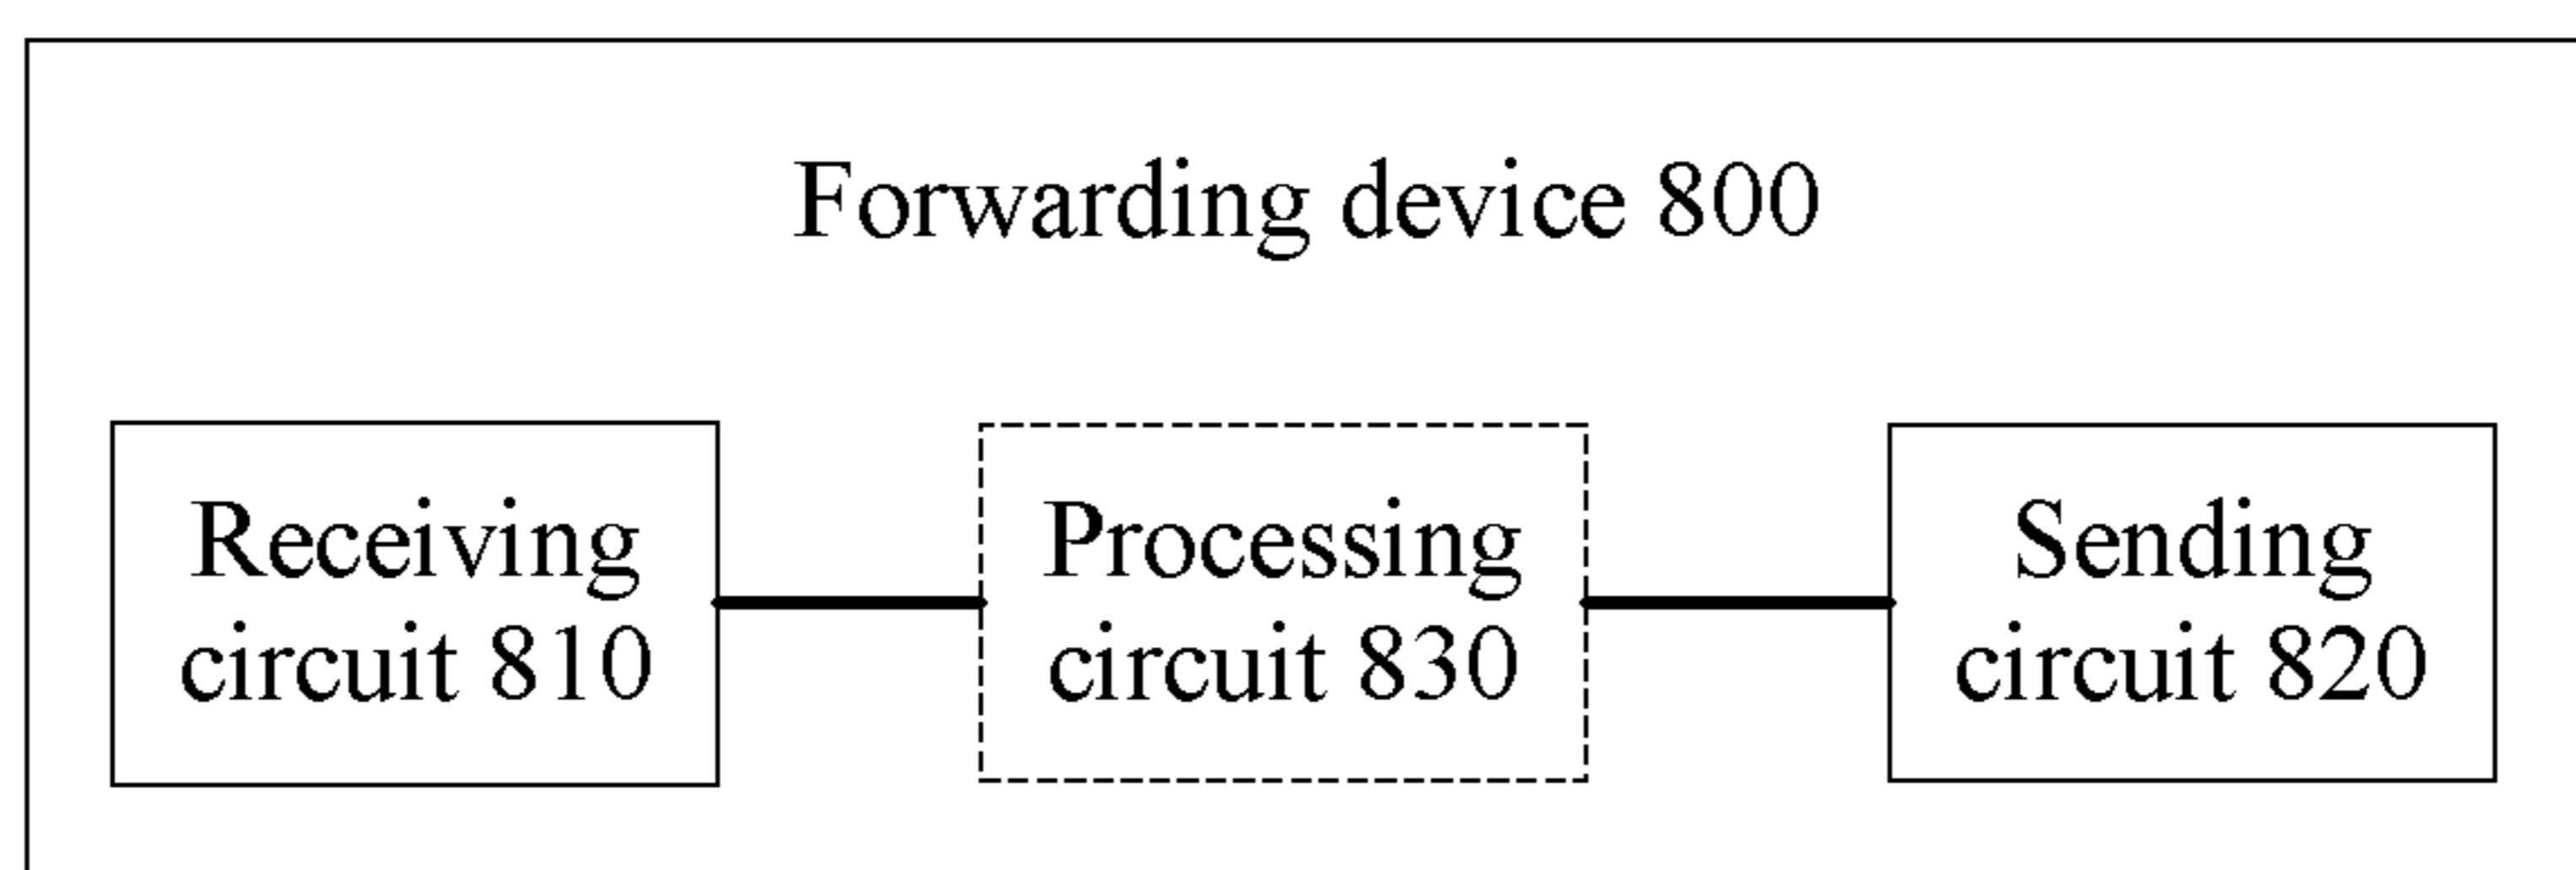 Forwarding device 800
Receiving
circuit 810
Processing
circuit 830
Sending
circuit 820